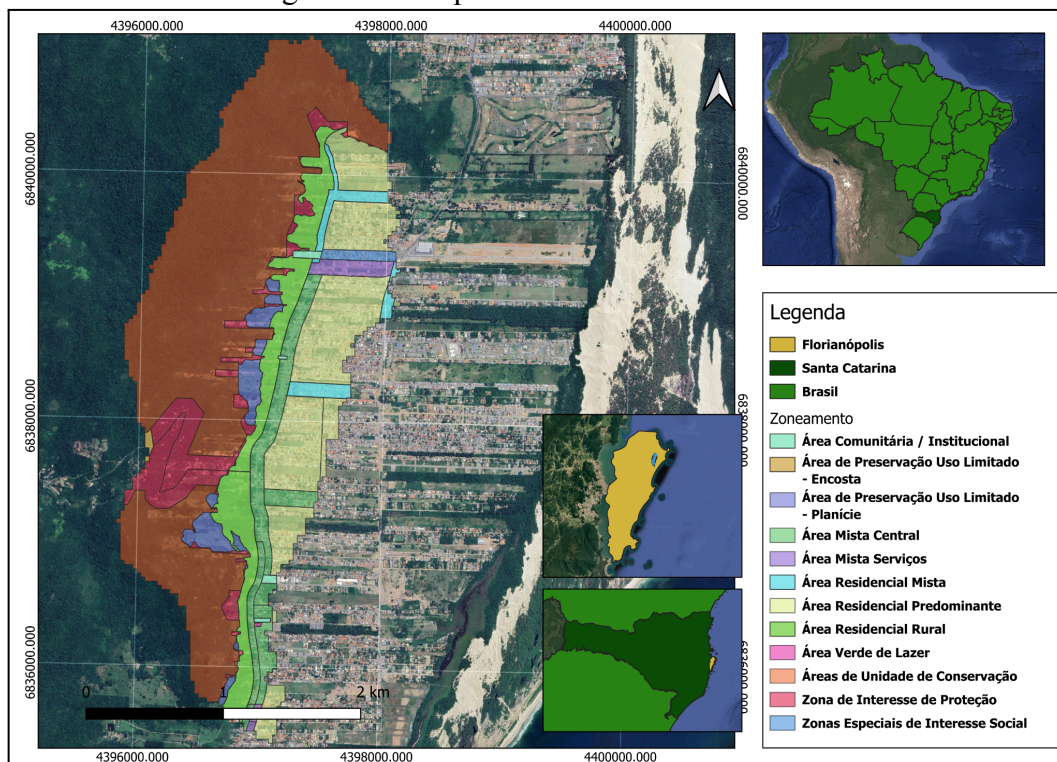 4396000.000 4398000.000 4400000.000
6840000.000
6838000.000
6836000.000
6840000.000
6838000.000
6836000.000
0 1 2 km
4396000.000 4398000.000 4400000.000
Legenda
Florianópolis
Santa Catarina
Brasil
Zoneamento
Área Comunitária / Institucional
Área de Preservação Uso Limitado
- Encosta
Área de Preservação Uso Limitado
- Planície
Área Mista Central
Área Mista Serviços
Área Residencial Mista
Área Residencial Predominante
Área Residencial Rural
Área Verde de Lazer
Áreas de Unidade de Conservação
Zona de Interesse de Proteção
Zonas Especiais de Interesse Social